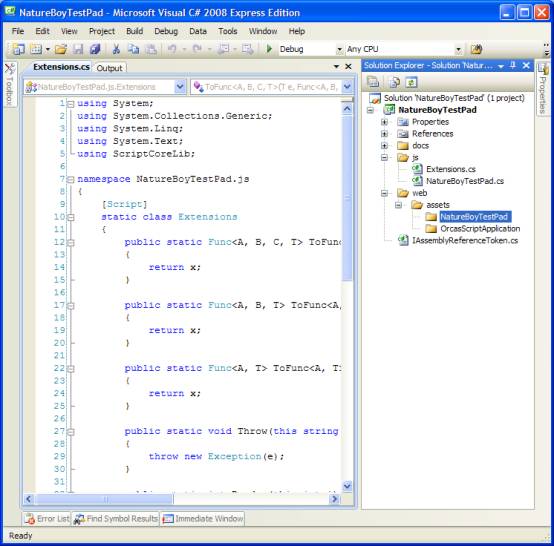 NatureBoyTestPad - Microsoft Visual C# 2008 Express Edition
File Edit View Project Build Debug Data Tools Window Help
Debug Any CPU
Toolbox
Extensions.cs Output
NatureBoyTestPad.js.Extensions ToFunc<A, B, C, T>(T e, Func<A, B,
1 using System;
2 using System.Collections.Generic;
3 using System.Linq;
4 using System.Text;
5 using ScriptCoreLib;
6
7 namespace NatureBoyTestPad.js
8 {
9 [Script]
10 static class Extensions
11 {
12 public static Func<A, B, C, T> ToFunc
13 {
14 return x;
15 }
16
17 public static Func<A, B, T> ToFunc<A,
18 {
19 return x;
20 }
21
22 public static Func<A, T> ToFunc<A, T>
23 {
24 return x;
25 }
26
27 public static void Throw(this string
28 {
29 throw new Exception(e);
30 }
31
Solution Explorer - Solution 'Natur...
Solution 'NatureBoyTestPad' (1 project)
NatureBoyTestPad
Properties
References
docs
js
Extensions.cs
NatureBoyTestPad.cs
web
assets
NatureBoyTestPad
OrcasScriptApplication
IAssemblyReferenceToken.cs
Properties
Error List Find Symbol Results Immediate Window
Ready